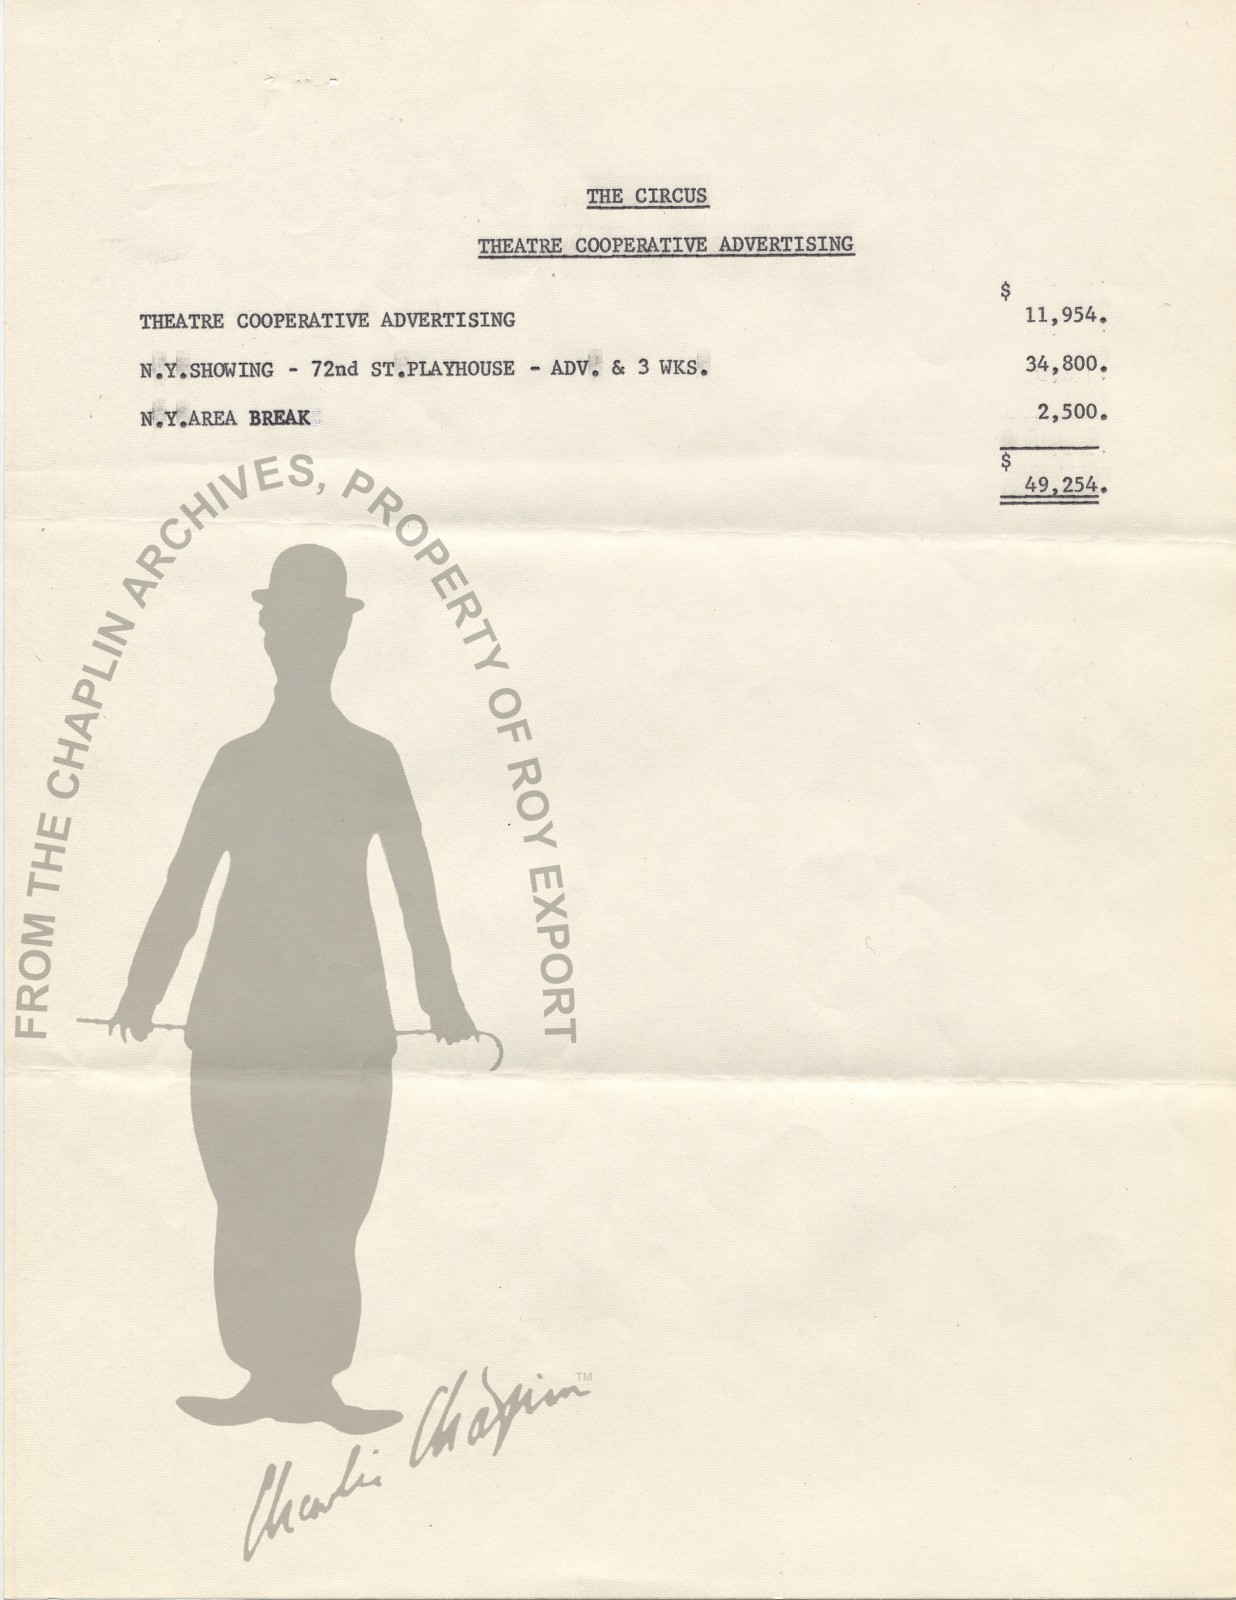 THE CIRCUS
THEATRE COOPERATIVE ADVERTISING
$
THEATRE COOPERATIVE ADVERTISING 11,954.
N.Y.SHOWING - 72nd ST.PLAYHOUSE - ADV. & 3 WKS. 34,800.
N.Y.AREA BREAK 2,500.
$
49,254.
FROM THE CHAPLIN ARCHIVES, PROPERTY OF ROY EXPORT
Charlie Chaplin TM